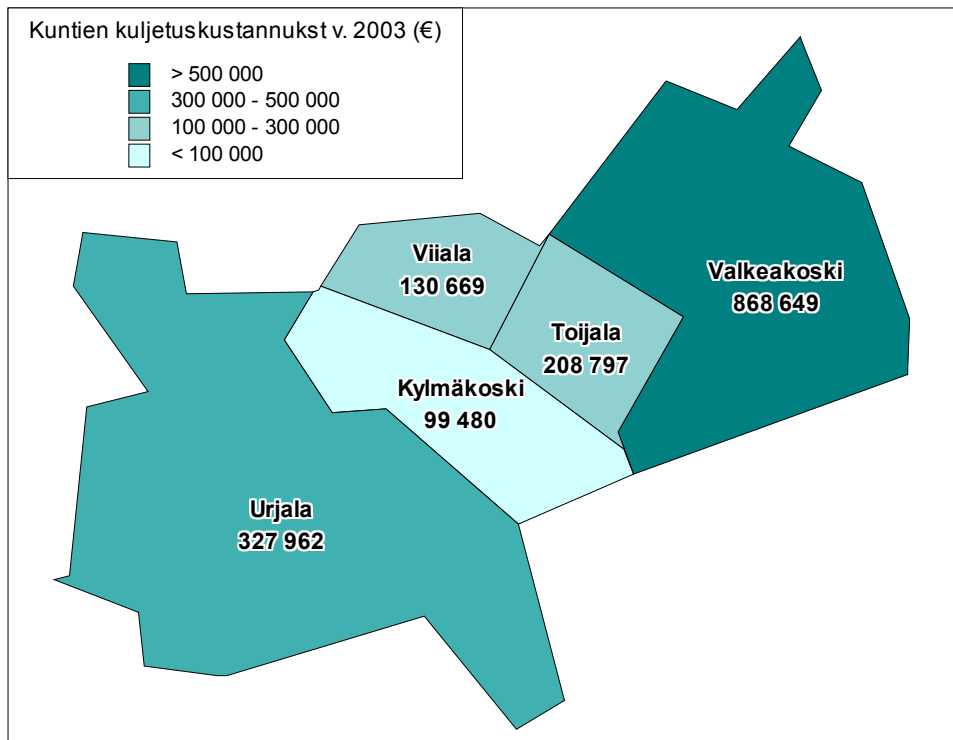 Kuntien kuljetuskustannukst v. 2003 (€)
> 500 000
300 000 - 500 000
100 000 - 300 000
< 100 000
Viiala
130 669
Valkeakoski
868 649
Toijala
208 797
Kylmäkoski
99 480
Urjala
327 962